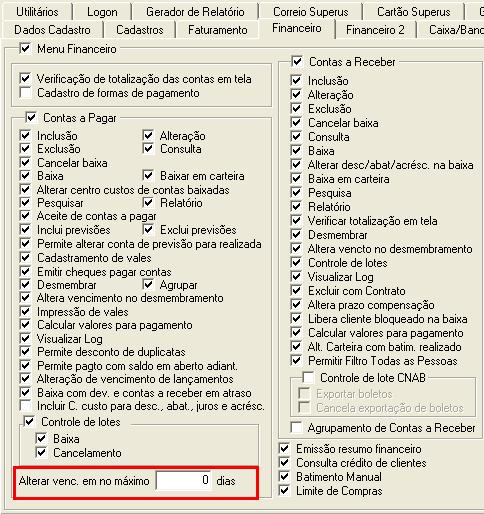 Utilitários Logon Gerador de Relatório Correio Superus Cartão Superus G
Dados Cadastro Cadastros Faturamento Financeiro Financeiro 2 Caixa/Banc
Menu Financeiro
Verificação de totalização das contas em tela
Cadastro de formas de pagamento
Contas a Pagar
Inclusão Alteração
Exclusão Consulta
Cancelar baixa
Baixa Baixar em carteira
Alterar centro custos de contas baixadas
Pesquisar Relatório
Aceite de contas a pagar
Inclui previsões Exclui previsões
Permite alterar conta de previsão para realizada
Cadastramento de vales
Emitir cheques pagar contas
Desmembrar Agrupar
Altera vencimento no desmembramento
Impressão de vales
Calcular valores para pagamento
Visualizar Log
Permite desconto de duplicatas
Permite pagto com saldo em aberto adiant.
Alteração de vencimento de lançamentos
Baixa com dev. e contas a receber em atraso
Incluir C. custo para desc., abat., juros e acrésc.
Controle de lotes
Baixa
Cancelamento
Alterar venc. em no máximo 0 dias
Contas a Receber
Inclusão
Alteração
Exclusão
Cancelar baixa
Consulta
Baixa
Alterar desc/abat/acrésc. na baixa
Baixa em carteira
Pesquisa
Relatório
Verificar totalização em tela
Desmembrar
Altera vencto no desmembramento
Controle de lotes
Visualizar Log
Excluir com Contrato
Altera prazo compensação
Libera cliente bloqueado na baixa
Calcular valores para pagamento
Alt. Carteira com batim. realizado
Permitir Filtro Todas as Pessoas
Controle de lote CNAB
Exportar boletos
Cancela exportação de boletos
Agrupamento de Contas a Receber
Emissão resumo financeiro
Consulta crédito de clientes
Batimento Manual
Limite de Compras